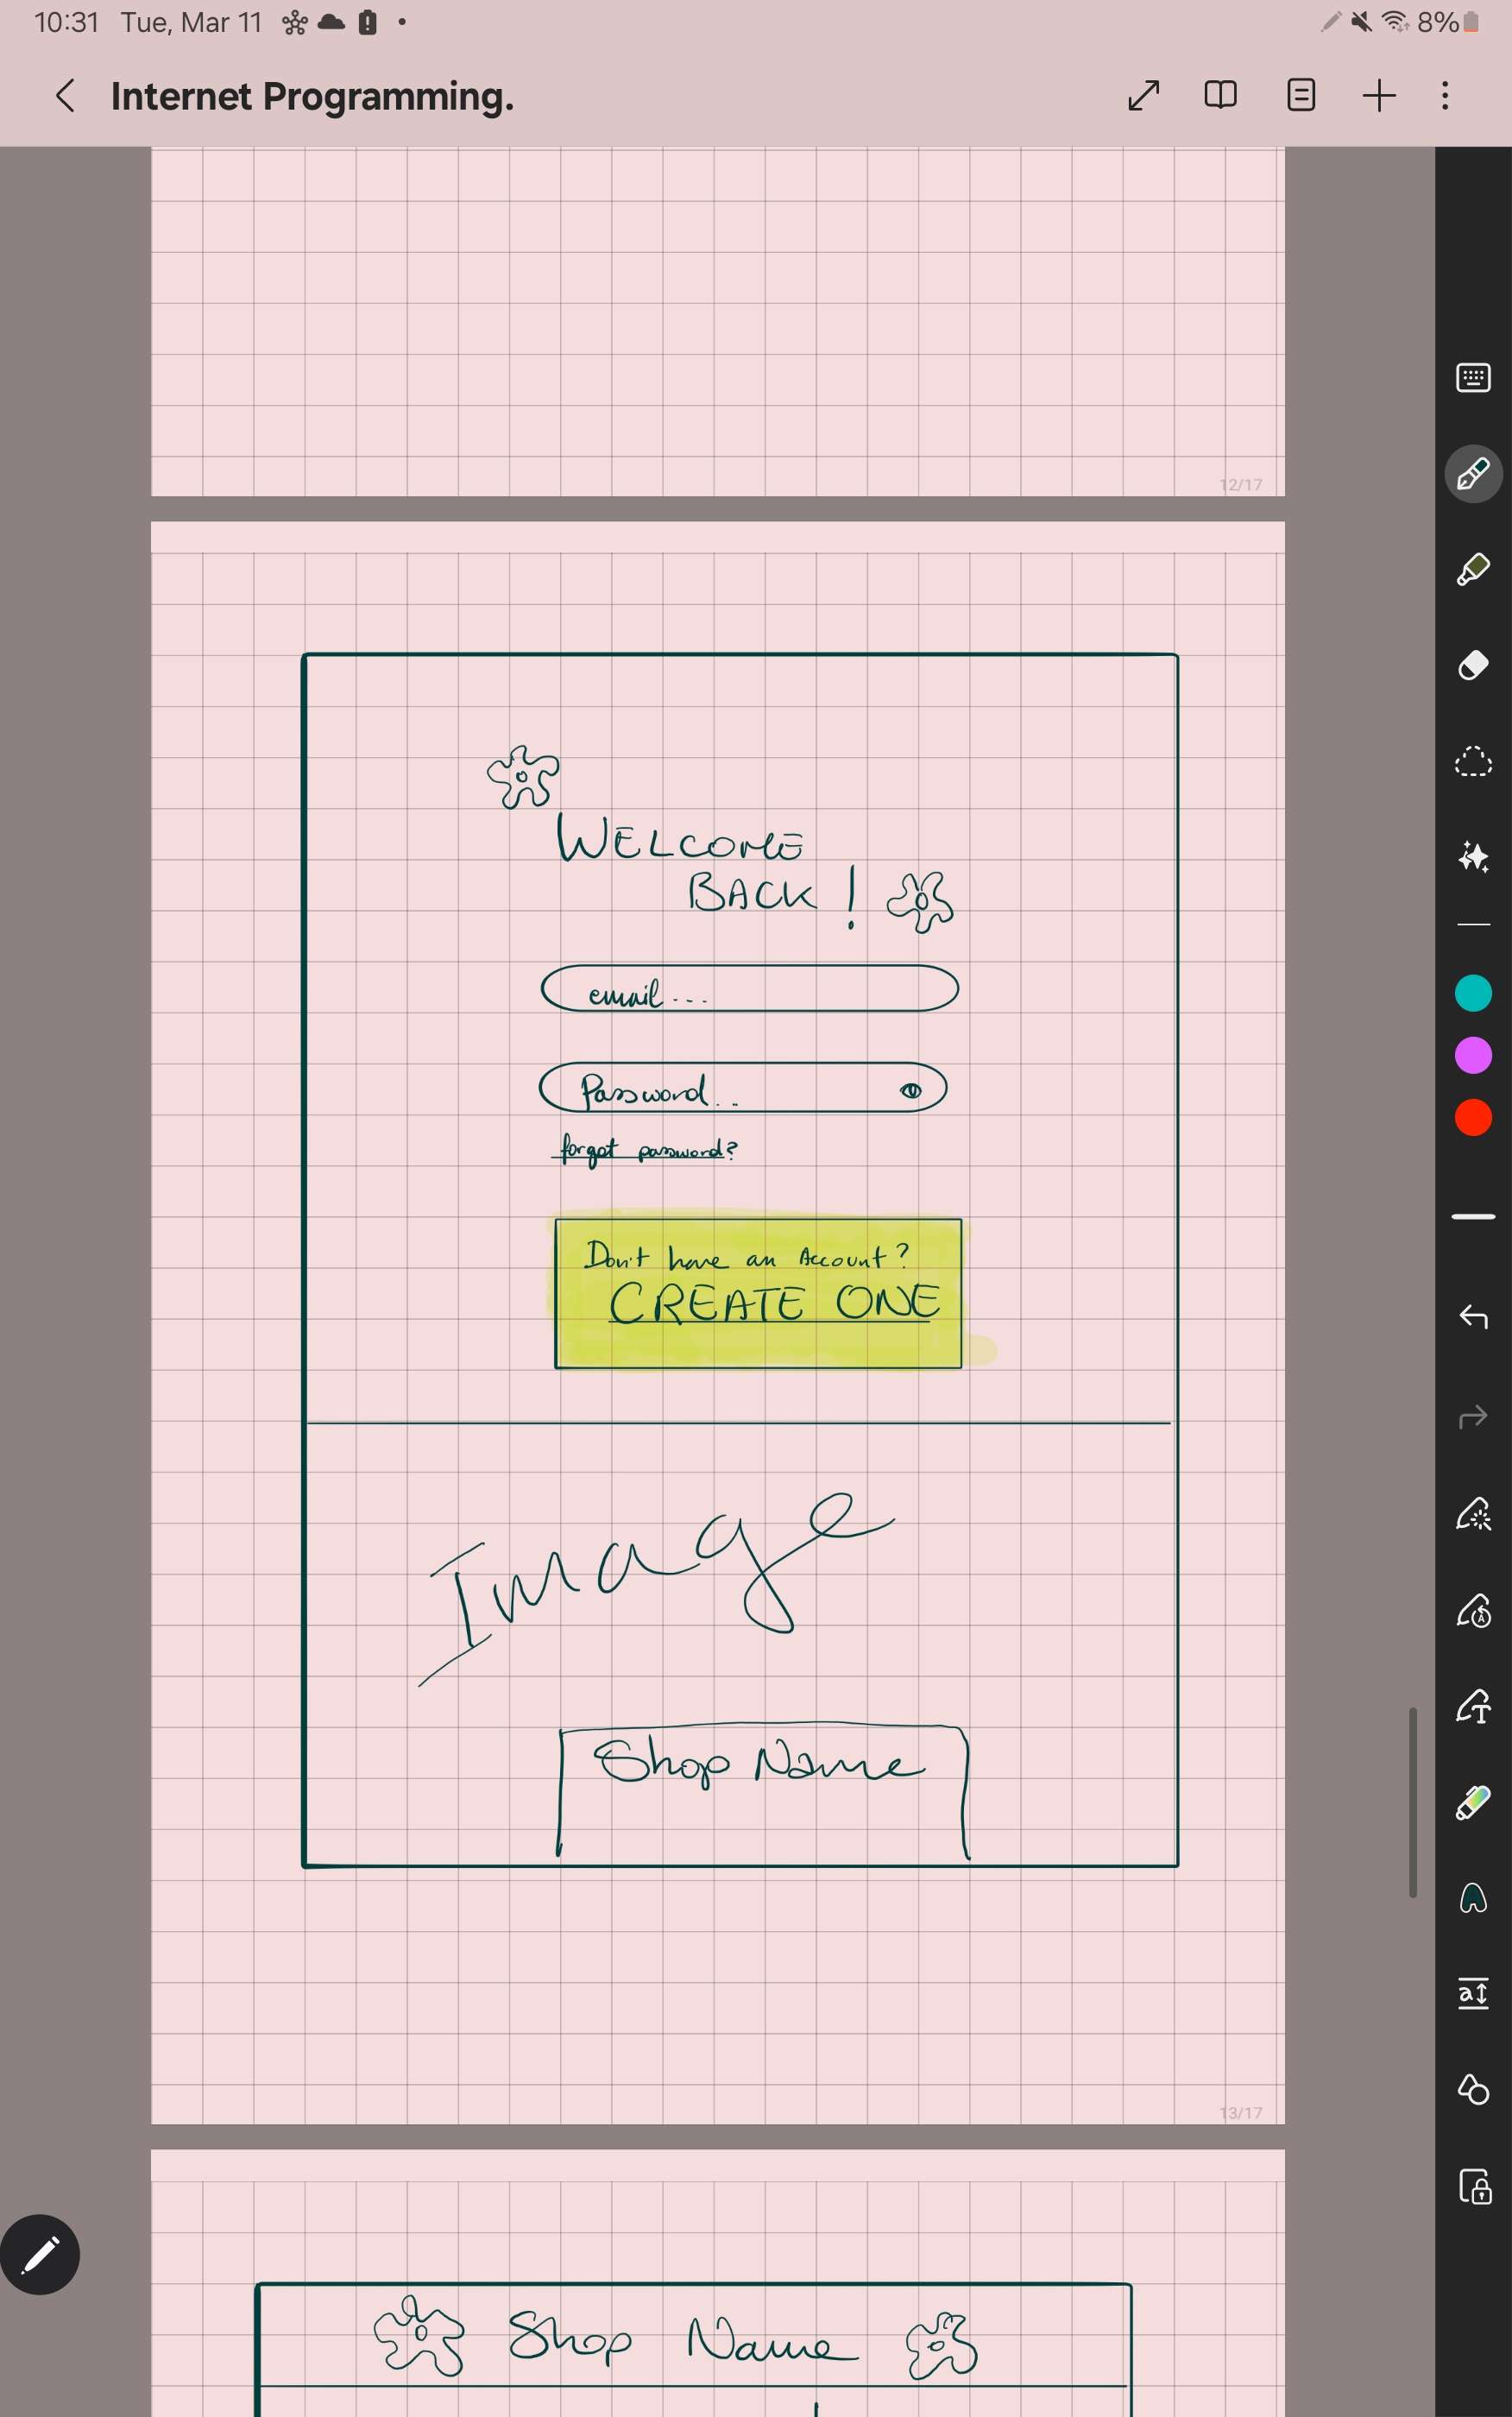 10:31 Tue, Mar 11
8%
Internet Programming.
12/17
WELCOME
BACK !
email ...
Password...
forgot password?
Don't have an Account?
CREATE ONE
Image
Shop Name
13/17
Shop Name